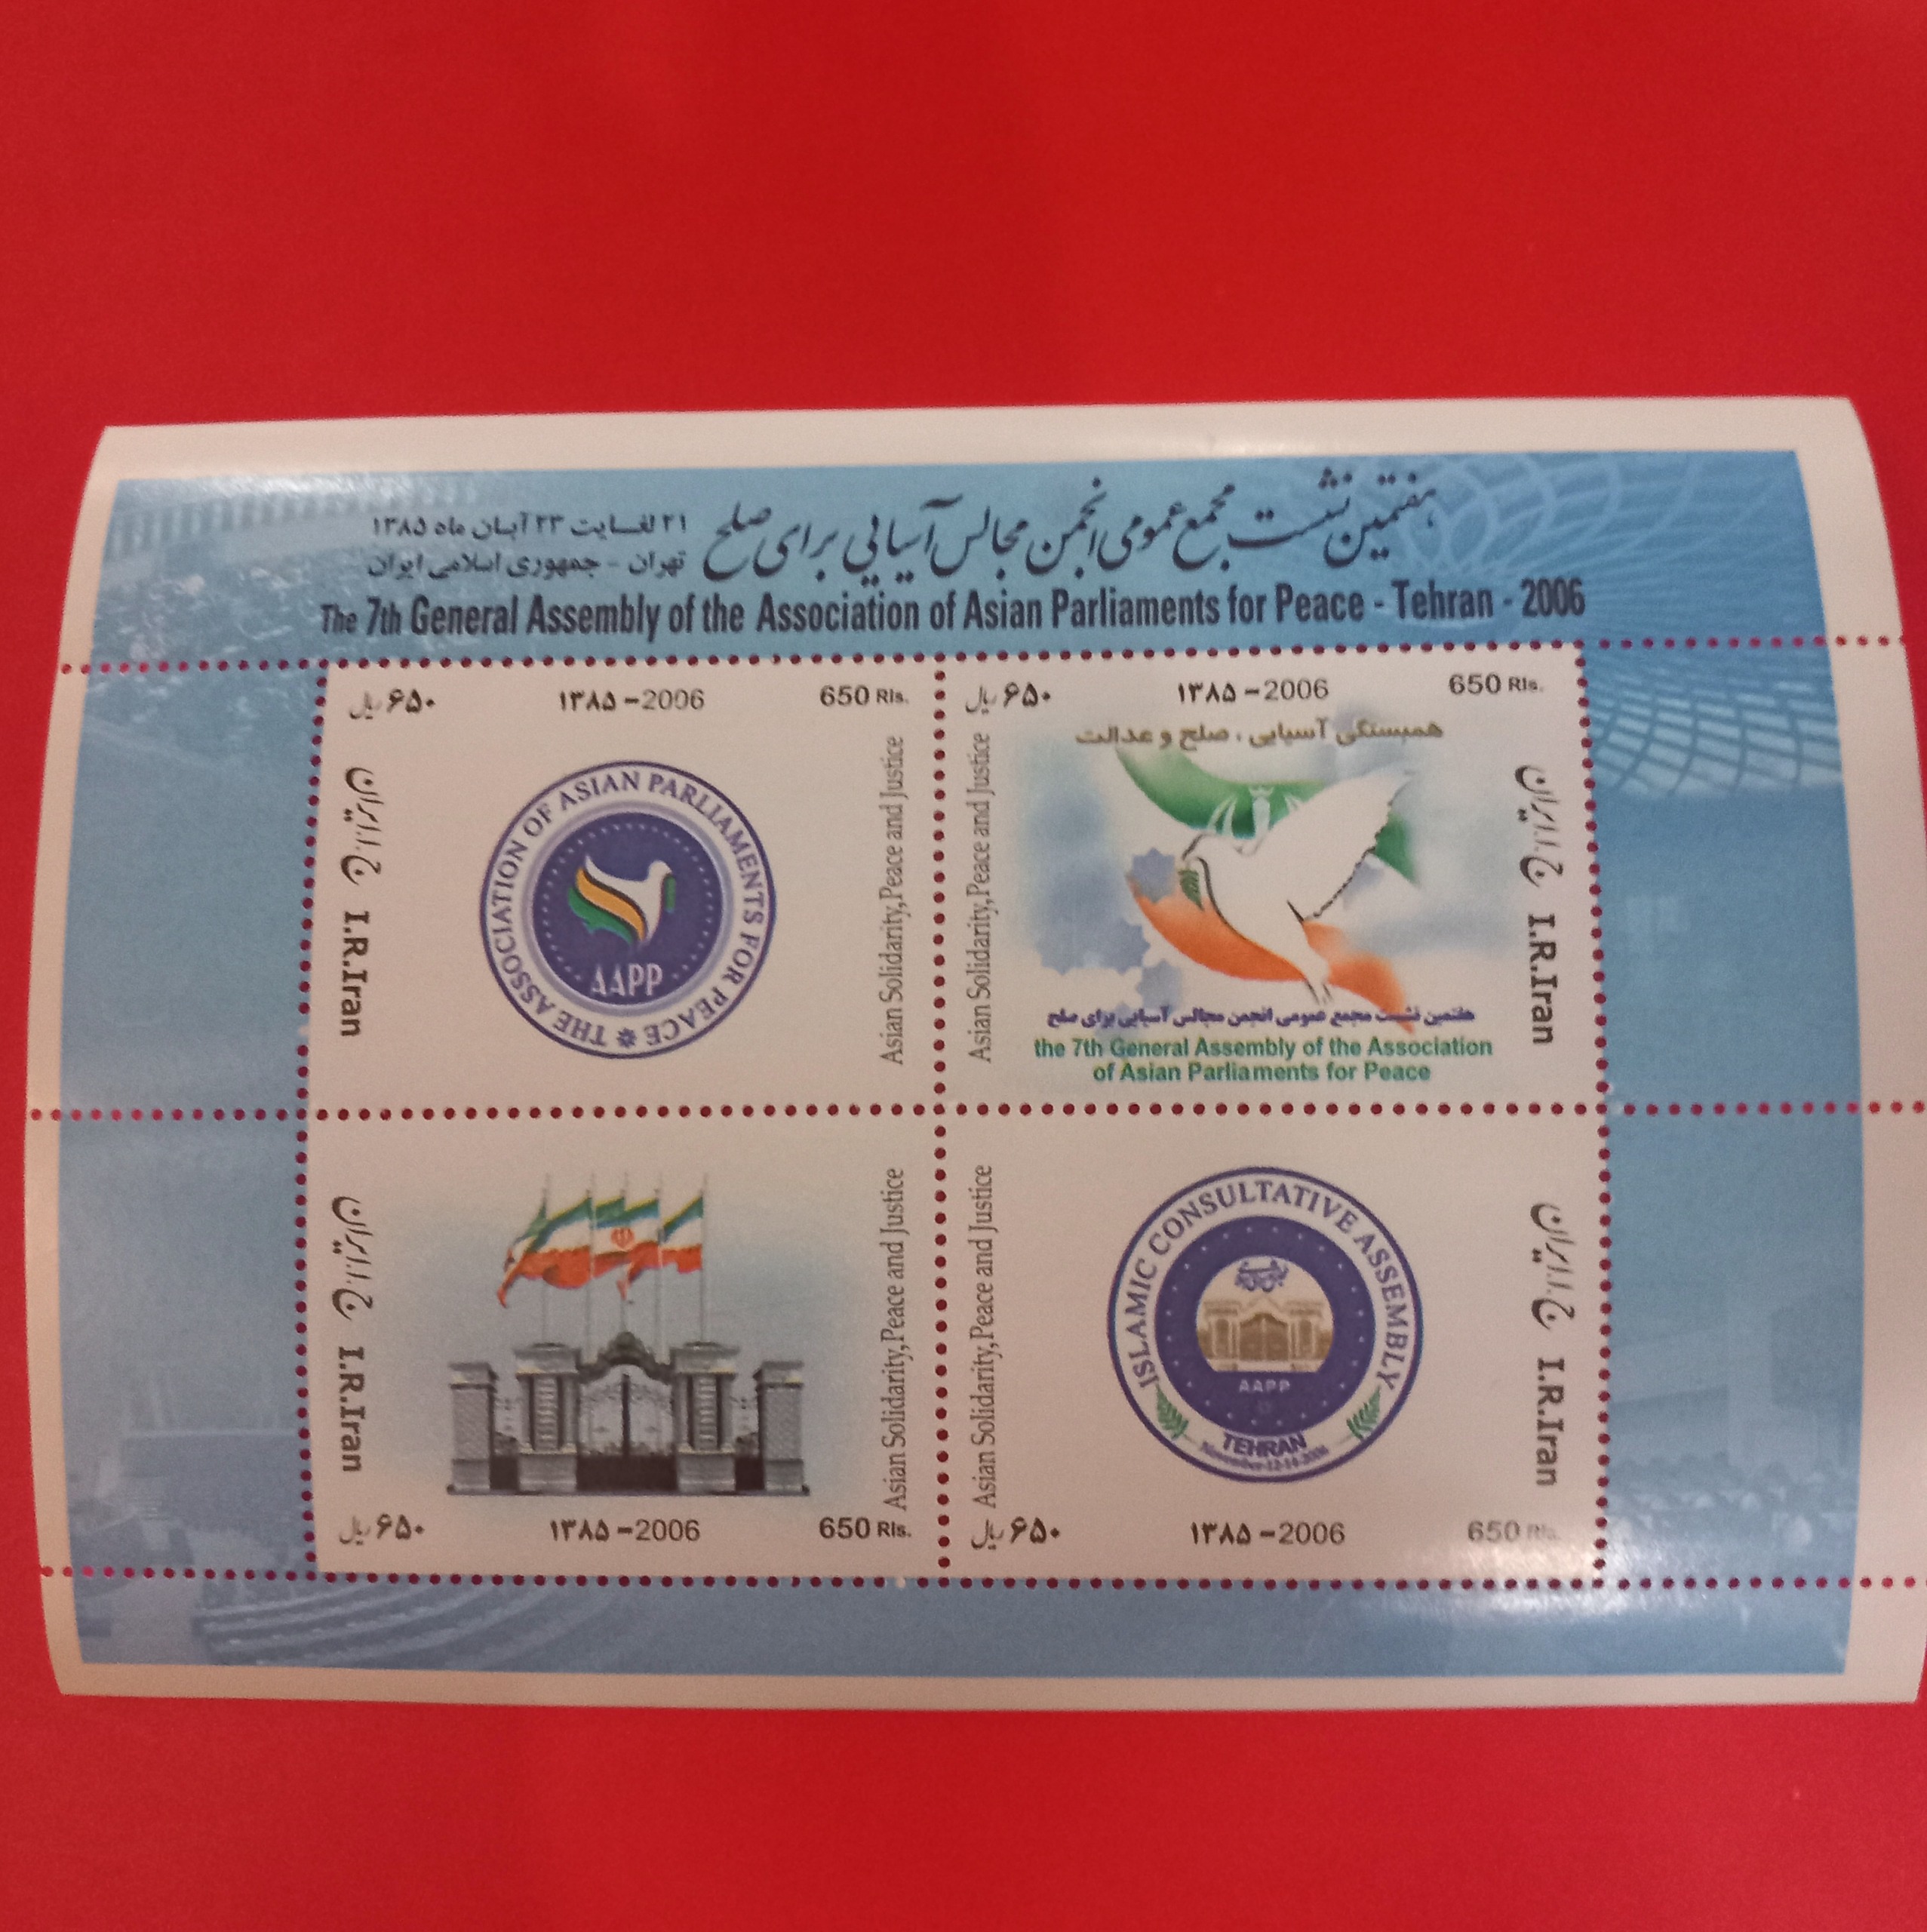 هفتمین نشست مجمع عمومی انجمن مجالس آسیایی برای صلح
۲۱ لغایت ۲۳ آبان ماه ۱۳۸۵
تهران - جمهوری اسلامی ایران
The 7th General Assembly of the Association of Asian Parliaments for Peace - Tehran - 2006
۶۵۰ ریال ۱۳۸۵-2006 650 Rls.
ج.ا.ایران I.R.Iran
THE ASSOCIATION OF ASIAN PARLIAMENTS FOR PEACE
AAPP
Asian Solidarity,Peace and Justice
۶۵۰ ریال ۱۳۸۵-2006 650 Rls.
Asian Solidarity,Peace and Justice
همبستگی آسیایی ، صلح و عدالت
هفتمین نشست مجمع عمومی انجمن مجالس آسیایی برای صلح
the 7th General Assembly of the Association
of Asian Parliaments for Peace
ج.ا.ایران I.R.Iran
ج.ا.ایران I.R.Iran
Asian Solidarity,Peace and Justice
۶۵۰ ریال ۱۳۸۵-2006 650 Rls.
Asian Solidarity,Peace and Justice
ISLAMIC CONSULTATIVE ASSEMBLY
AAPP
TEHRAN
November-12-14-2006
ج.ا.ایران I.R.Iran
۶۵۰ ریال ۱۳۸۵-2006 650 Rls.